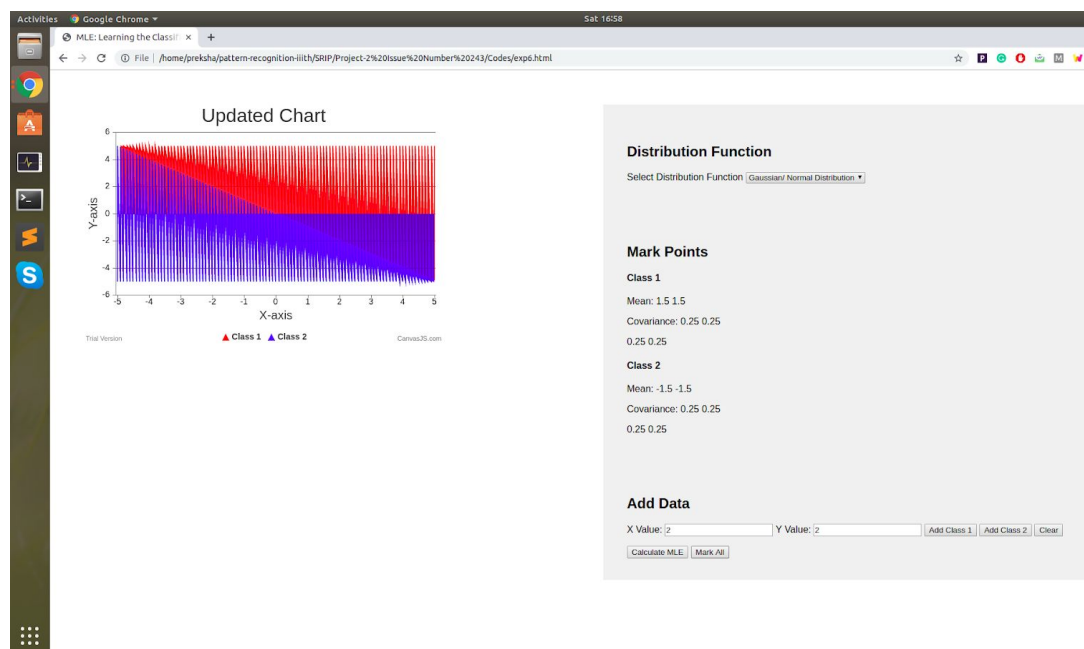 Activities Google Chrome ▾ Sat 16:58
MLE: Learning the Classif × +
File | /home/preksha/pattern-recognition-iiith/SRIP/Project-2%20Issue%20Number%20243/Codes/exp6.html
Updated Chart
6
4
2
0
-2
-4
-6
Y-axis
-5 -4 -3 -2 -1 0 1 2 3 4 5
X-axis
Trial Version Class 1 Class 2 CanvasJS.com
Distribution Function
Select Distribution Function Gaussian/ Normal Distribution ▾
Mark Points
Class 1
Mean: 1.5 1.5
Covariance: 0.25 0.25
0.25 0.25
Class 2
Mean: -1.5 -1.5
Covariance: 0.25 0.25
0.25 0.25
Add Data
X Value: 2 Y Value: 2 Add Class 1 Add Class 2 Clear
Calculate MLE Mark All